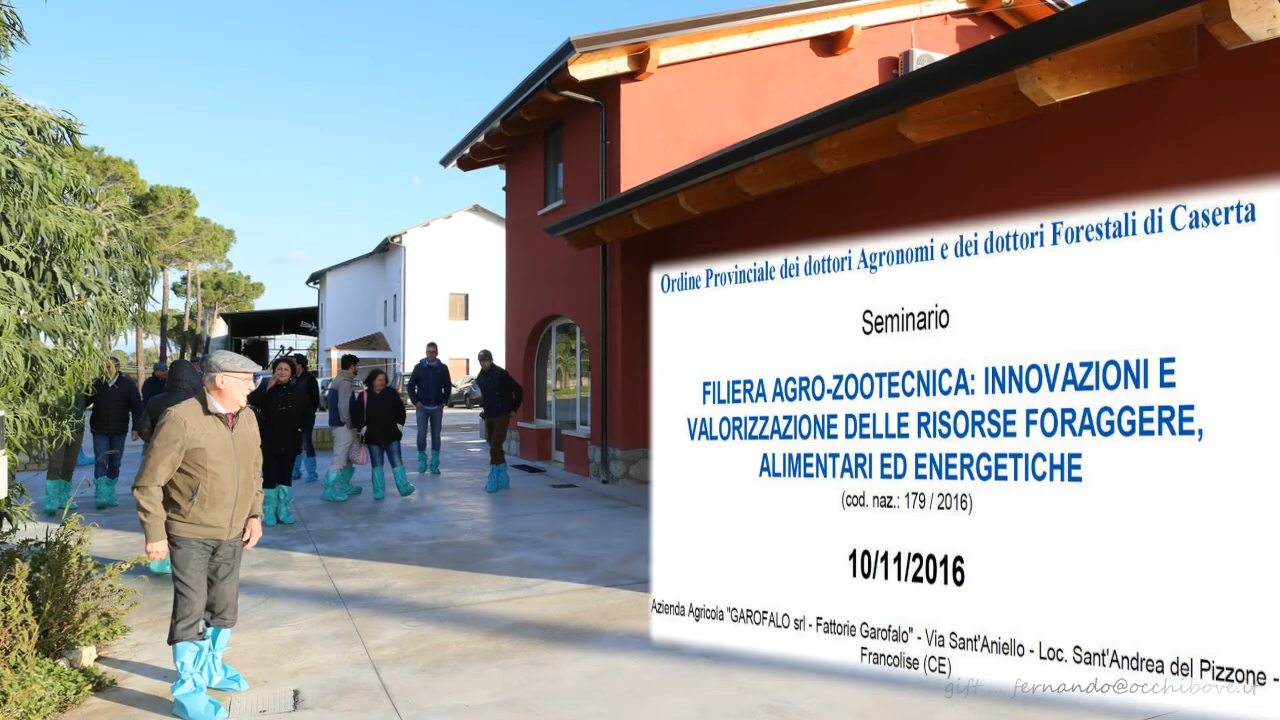 Ordine Provinciale dei dottori Agronomi e dei dottori Forestali di Caserta
Seminario
FILIERA AGRO-ZOOTECNICA: INNOVAZIONI E
VALORIZZAZIONE DELLE RISORSE FORAGGERE,
ALIMENTARI ED ENERGETICHE
(cod. naz.: 179 / 2016)
10/11/2016
Azienda Agricola "GAROFALO srl - Fattorie Garofalo" - Via Sant'Aniello - Loc. Sant'Andrea del Pizzone -
Francolise (CE)
gift ... fernando@occhibove.it